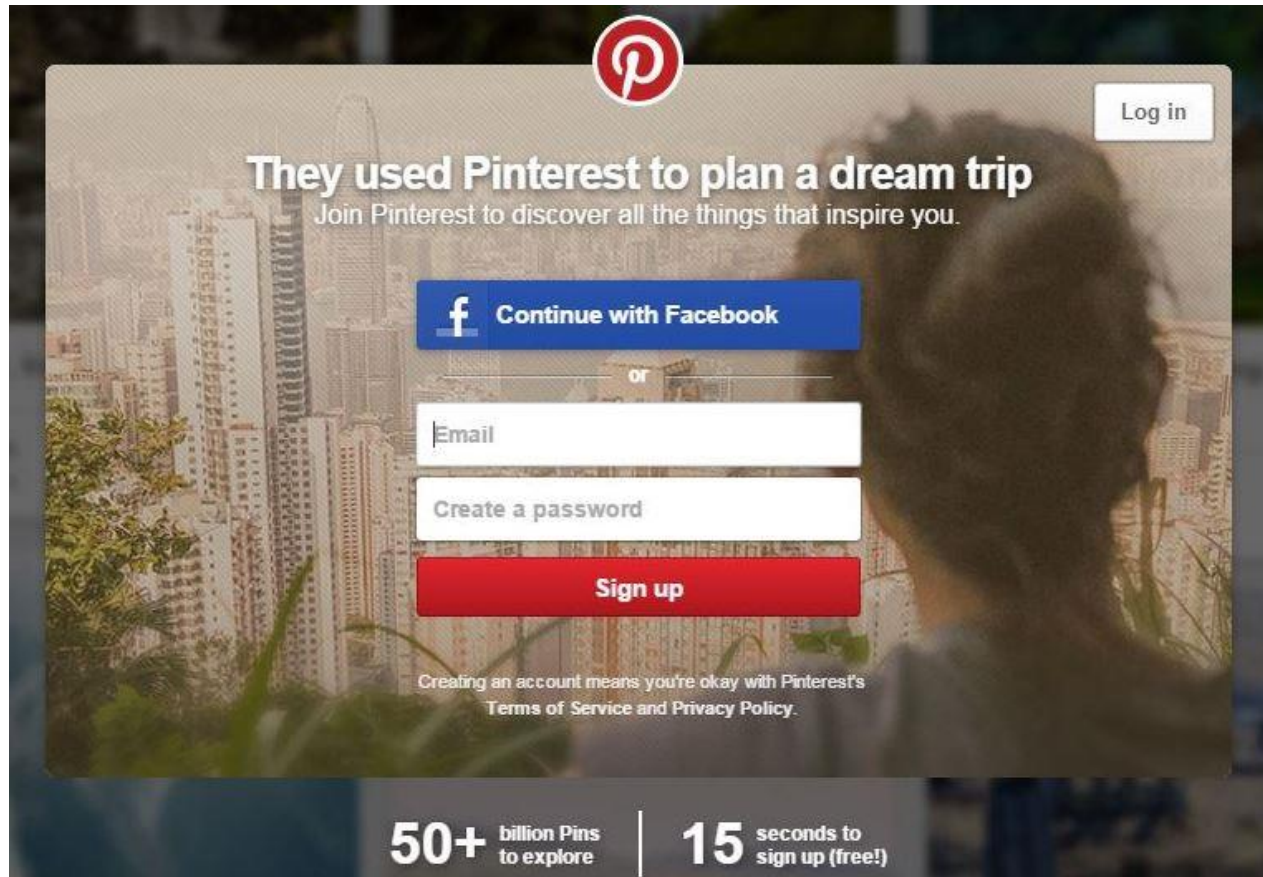 Log in
They used Pinterest to plan a dream trip
Join Pinterest to discover all the things that inspire you.
f Continue with Facebook
or
Email
Create a password
Sign up
Creating an account means you're okay with Pinterest's
Terms of Service and Privacy Policy.
50+ billion Pins
to explore
15 seconds to
sign up (free!)